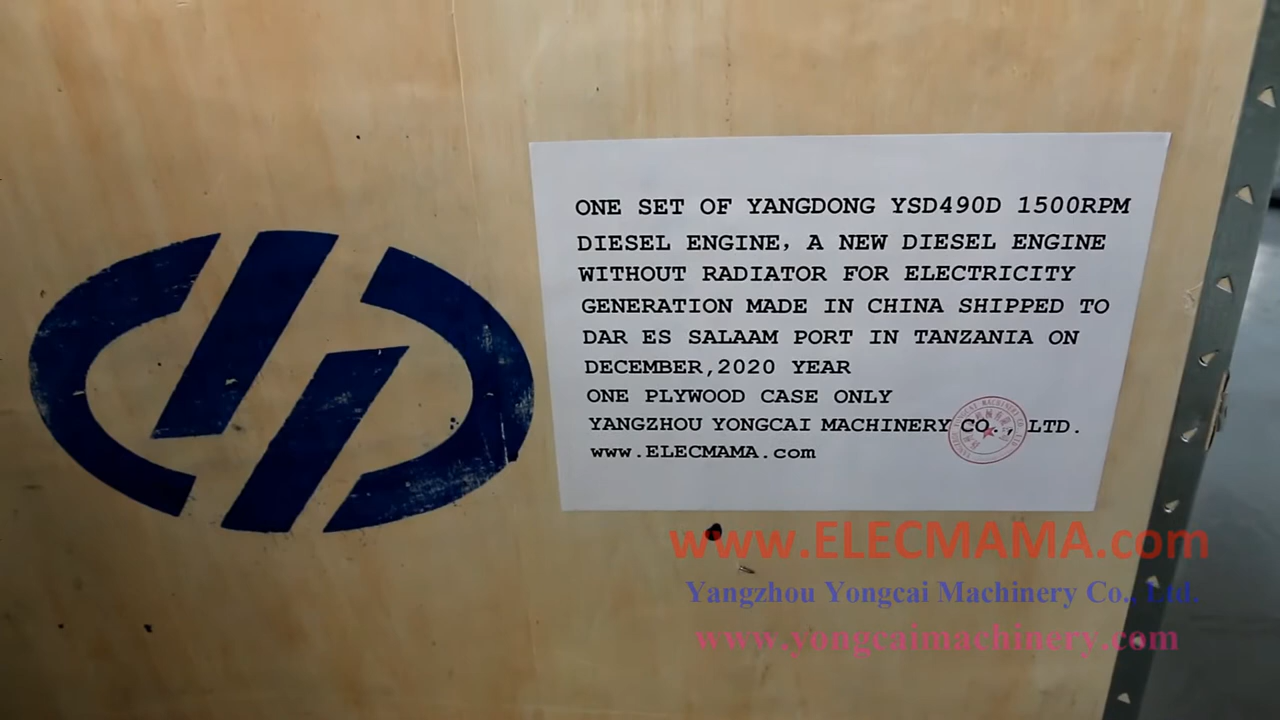 ONE SET OF YANGDONG YSD490D 1500RPM
DIESEL ENGINE, A NEW DIESEL ENGINE
WITHOUT RADIATOR FOR ELECTRICITY
GENERATION MADE IN CHINA SHIPPED TO
DAR ES SALAAM PORT IN TANZANIA ON
DECEMBER,2020 YEAR
ONE PLYWOOD CASE ONLY
YANGZHOU YONGCAI MACHINERY CO., LTD.
www.ELECMAMA.com
www.ELECMAMA.com
Yangzhou Yongcai Machinery Co., Ltd.
www.yongcaimachinery.com